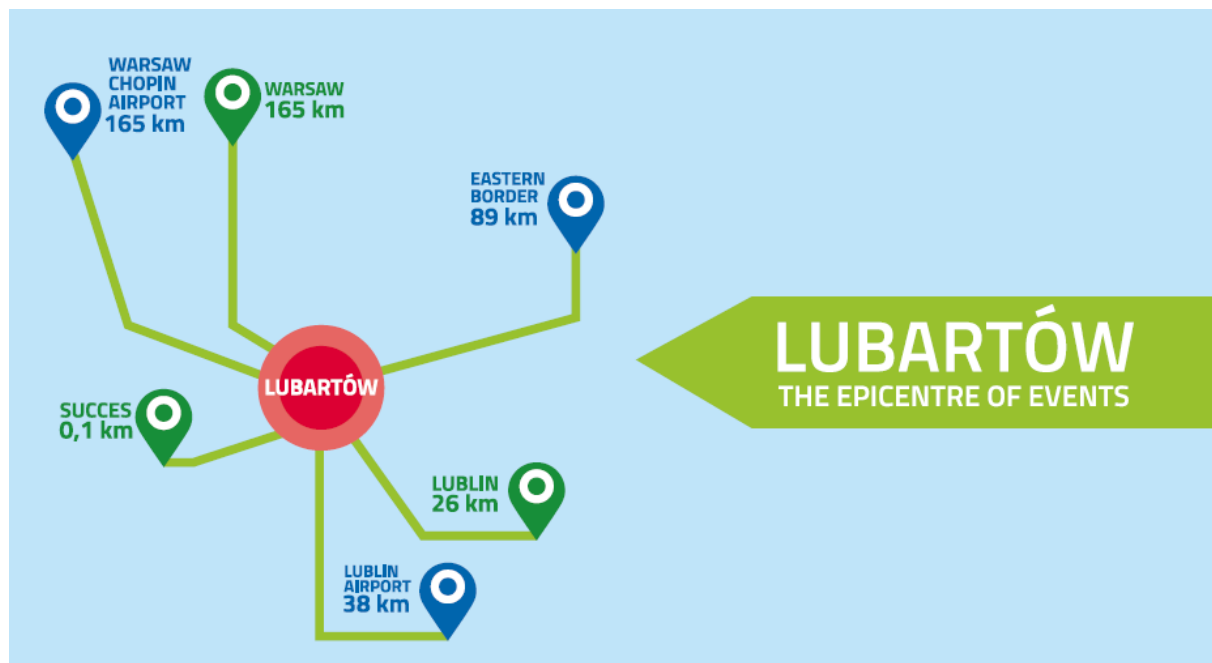 WARSAW
CHOPIN
AIRPORT
165 km
WARSAW
165 km
EASTERN
BORDER
89 km
LUBARTÓW
THE EPICENTRE OF EVENTS
LUBARTÓW
SUCCES
0,1 km
LUBLIN
26 km
LUBLIN
AIRPORT
38 km